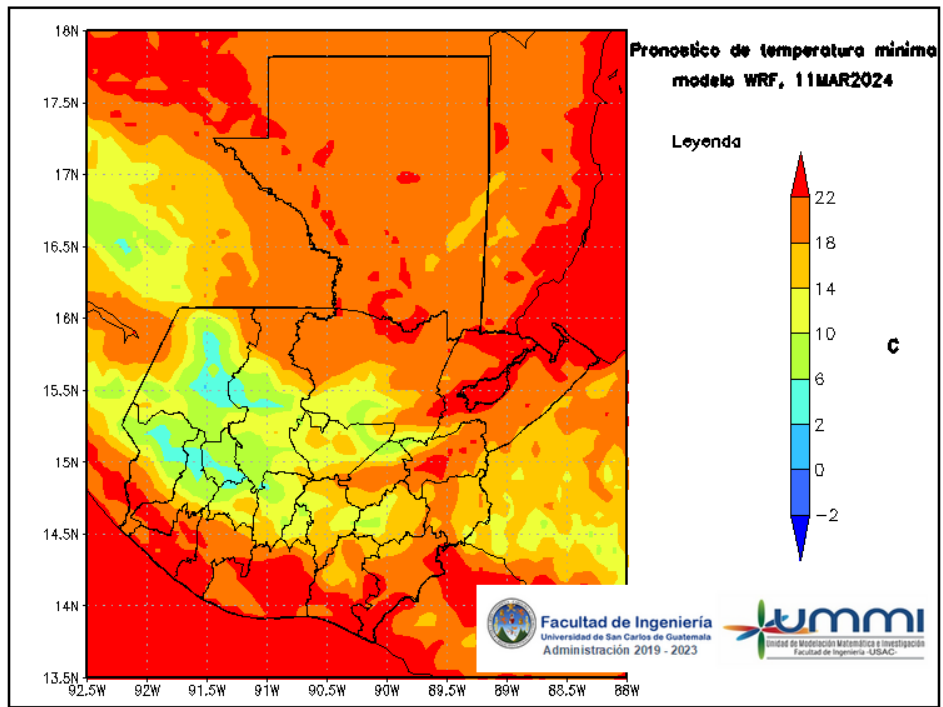 Pronostico de temperatura minima
modelo WRF, 11MAR2024
Leyenda
22
18
14
10
6
2
0
−2
C
18N
17.5N
17N
16.5N
16N
15.5N
15N
14.5N
14N
13.5N
92.5W
92W
91.5W
91W
90.5W
90W
89.5W
89W
88.5W
88W
Facultad de Ingeniería
Universidad de San Carlos de Guatemala
Administración 2019 - 2023
UMMI
Unidad de Modelación Matemática e Investigación
Facultad de Ingeniería -USAC-